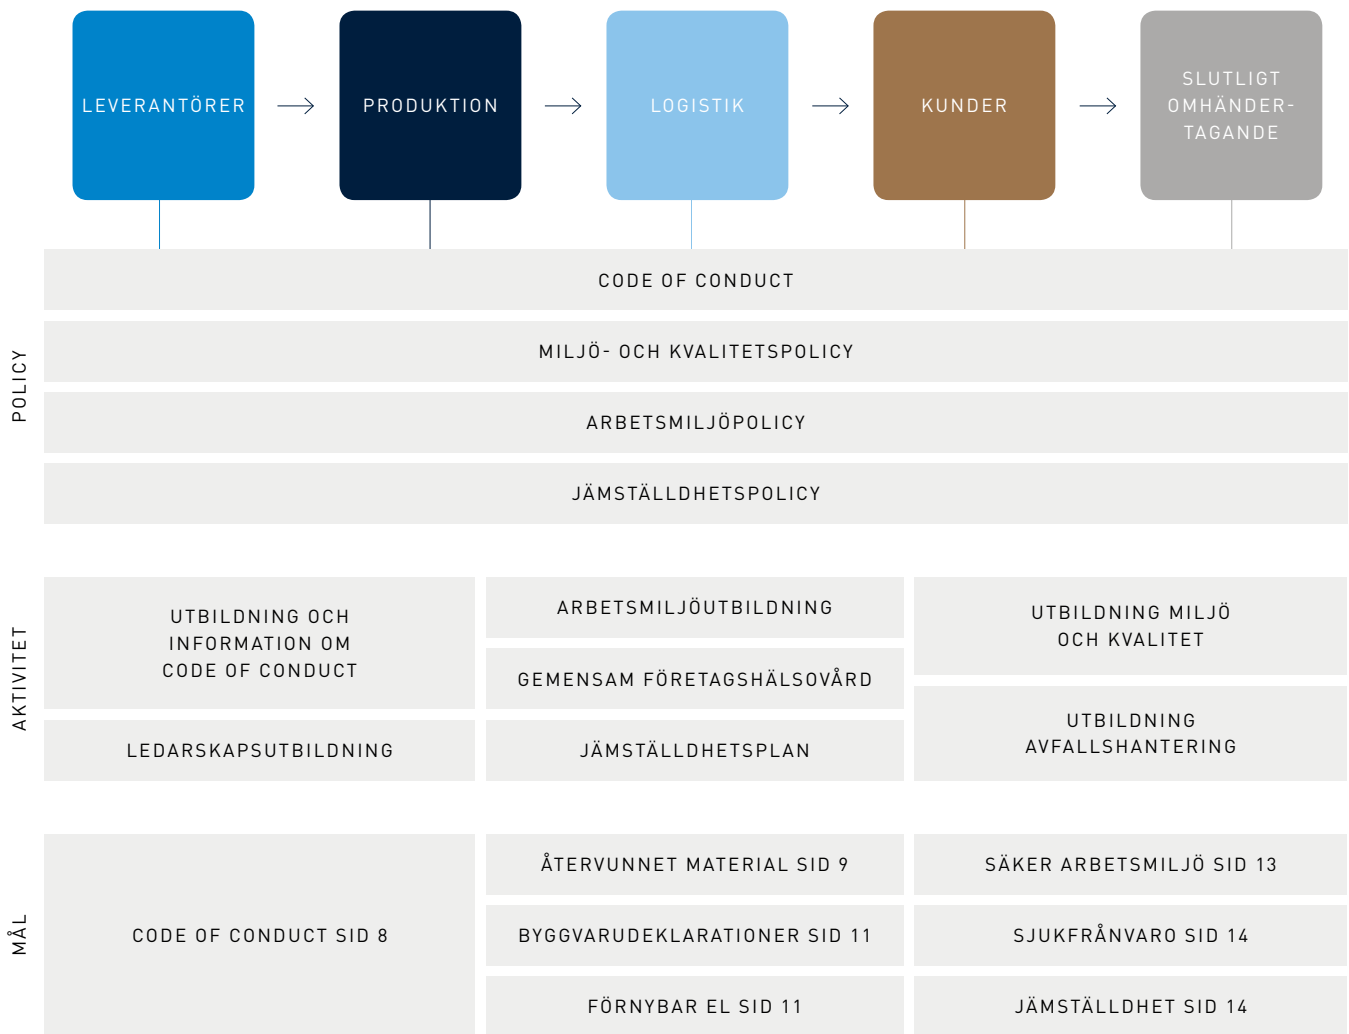 LEVERANTÖRER
PRODUKTION
LOGISTIK
KUNDER
SLUTLIGT
OMHÄNDER-
TAGANDE
POLICY
CODE OF CONDUCT
MILJÖ- OCH KVALITETSPOLICY
ARBETSMILJÖPOLICY
JÄMSTÄLLDHETSPOLICY
AKTIVITET
UTBILDNING OCH
INFORMATION OM
CODE OF CONDUCT
LEDARSKAPSUTBILDNING
ARBETSMILJÖUTBILDNING
GEMENSAM FÖRETAGSHÄLSOVÅRD
JÄMSTÄLLDHETSPLAN
UTBILDNING MILJÖ
OCH KVALITET
UTBILDNING
AVFALLSHANTERING
MÅL
CODE OF CONDUCT SID 8
ÅTERVUNNET MATERIAL SID 9
BYGGVARUDEKLARATIONER SID 11
FÖRNYBAR EL SID 11
SÄKER ARBETSMILJÖ SID 13
SJUKFRÅNVARO SID 14
JÄMSTÄLLDHET SID 14